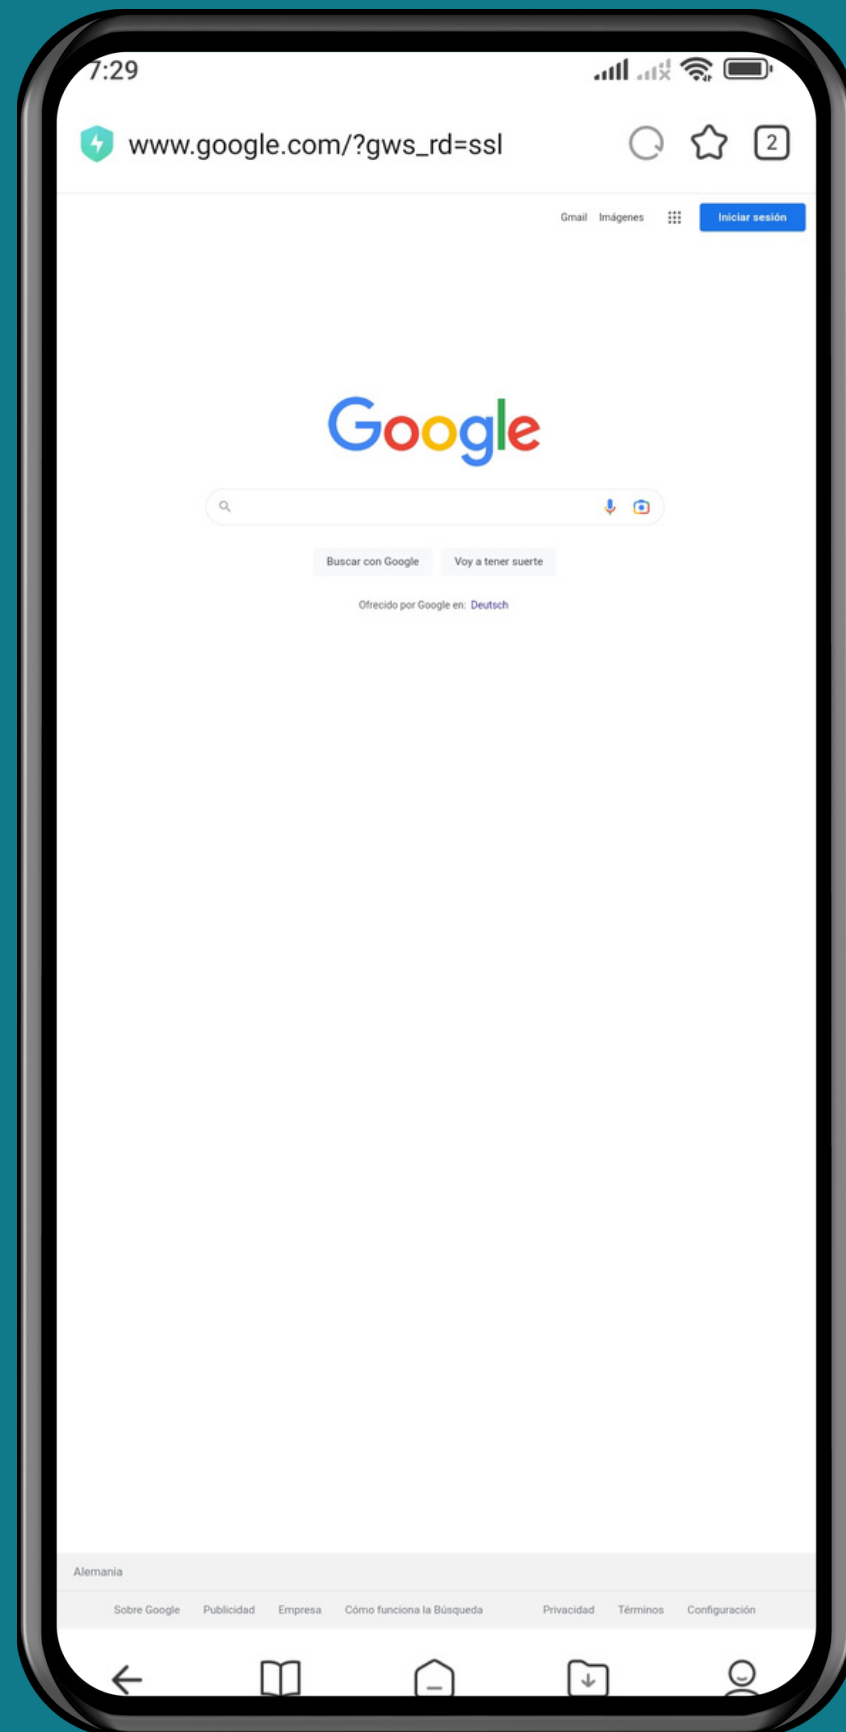 7:29
www.google.com/?gws_rd=ssl
2
Gmail Imágenes Iniciar sesión
Google
Buscar con Google Voy a tener suerte
Ofrecido por Google en: Deutsch
Alemania
Sobre Google Publicidad Empresa Cómo funciona la Búsqueda Privacidad Términos Configuración